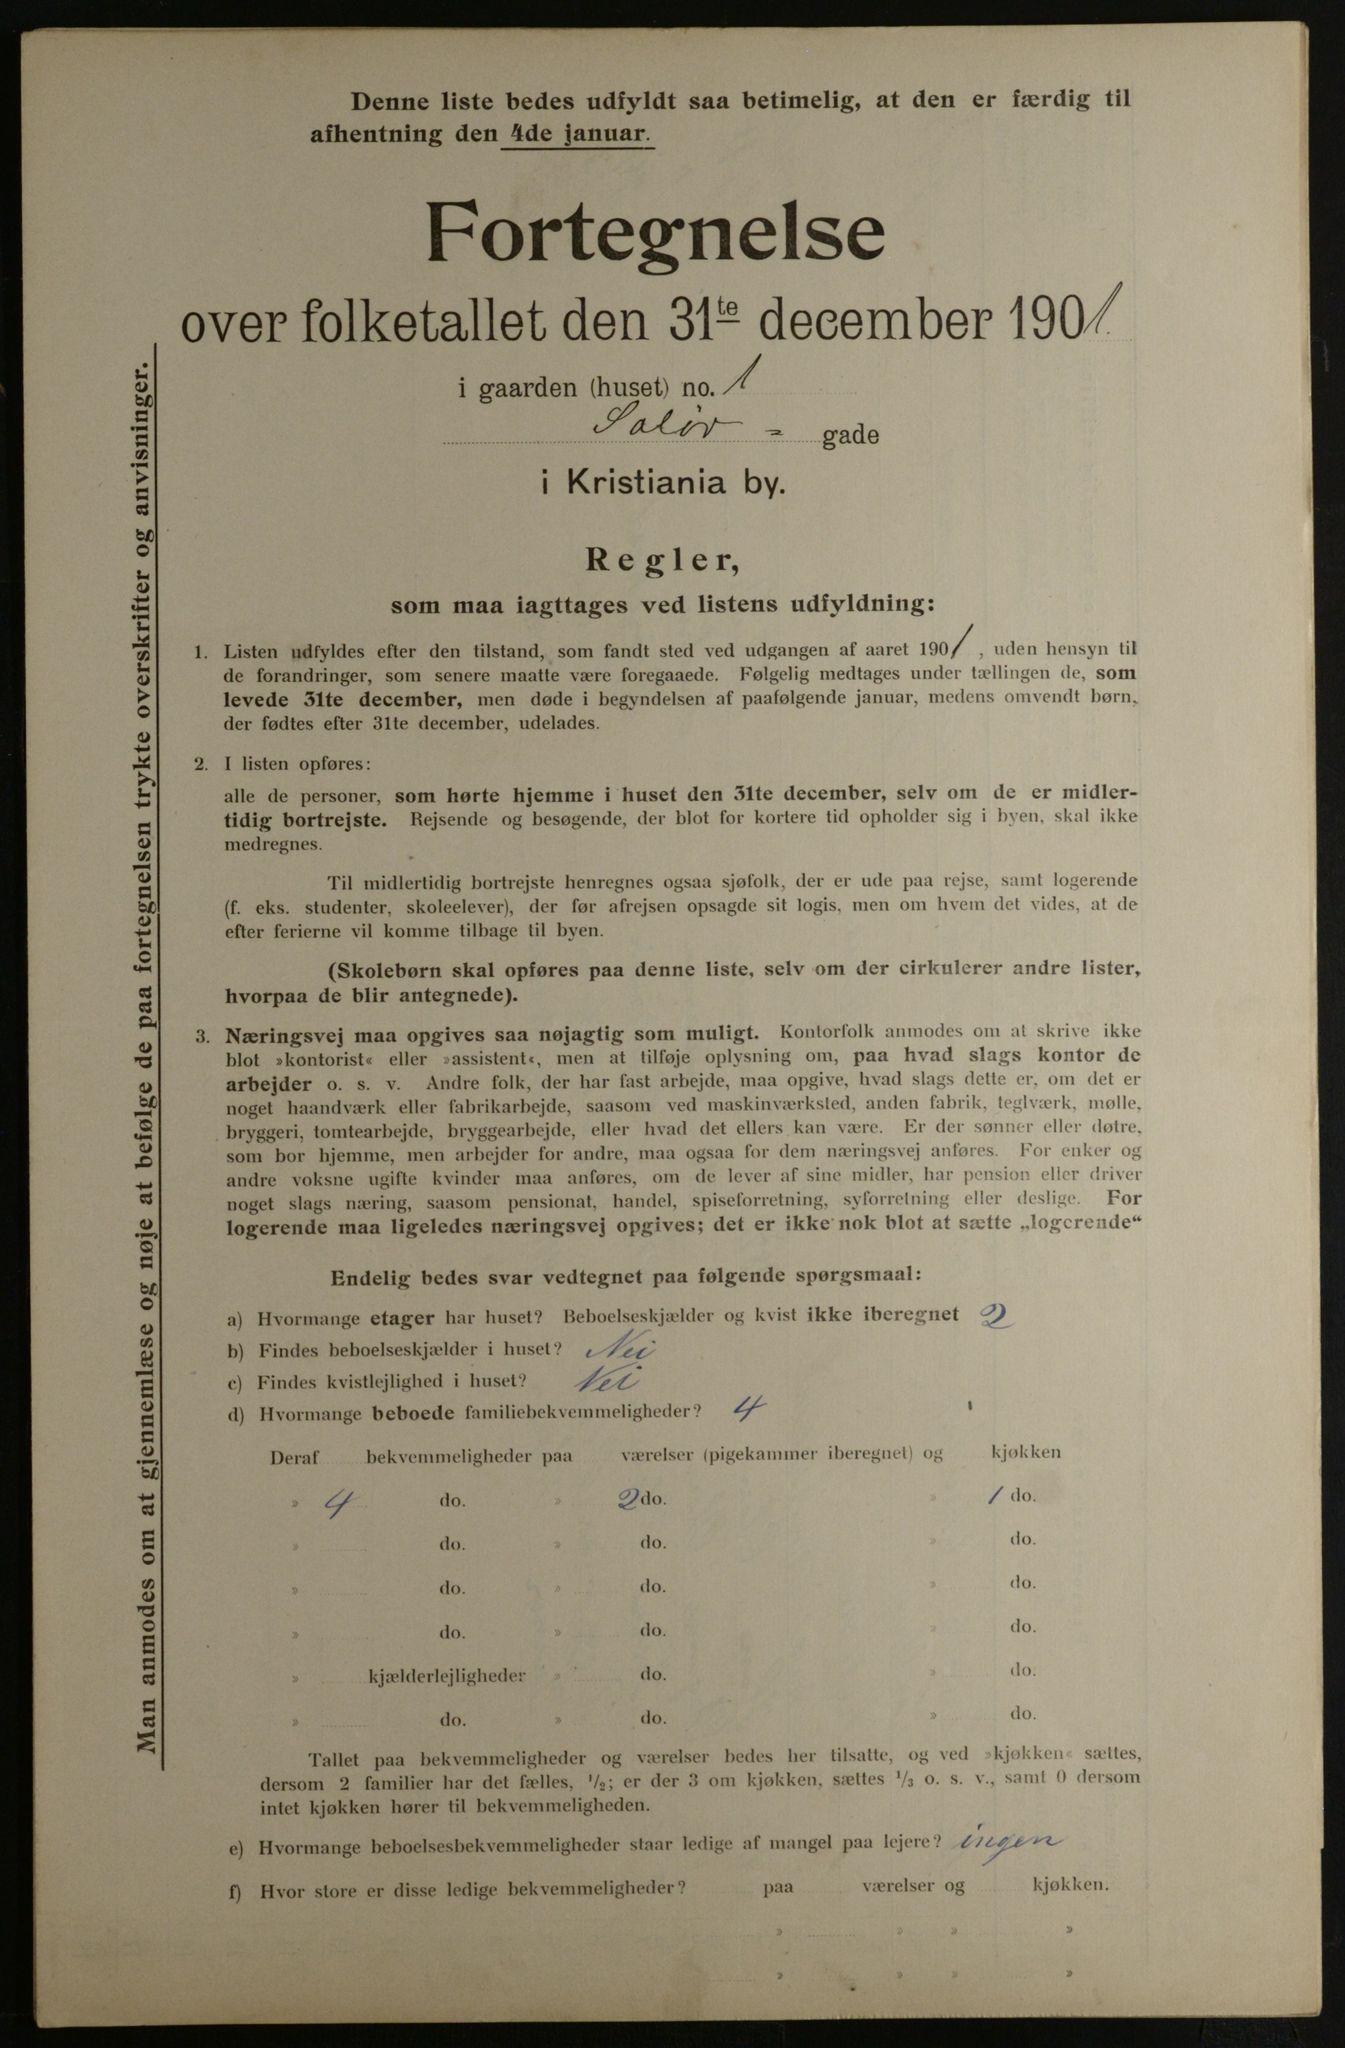 Denne liste bedes udfyldt saa betimelig, at den er færdig til
afhentning den 4de januar.
Fortegnelse
over folketallet den 31te december 1901.
i gaarden (huset) no. 1
Solør = gade
i Kristiania by.
Regler,
som maa iagttages ved listens udfyldning:
1. Listen udfyldes efter den tilstand, som fandt sted ved udgangen af aaret 1901, uden hensyn til
de forandringer, som senere maatte være foregaaede. Følgelig medtages under tællingen de, som
levede 31te december, men døde i begyndelsen af paafølgende januar, medens omvendt børn,
der fødtes efter 31te december, udelades.
2. I listen opføres:
alle de personer, som hørte hjemme i huset den 31te december, selv om de er midler-
tidig bortrejste. Rejsende og besøgende, der blot for kortere tid opholder sig i byen, skal ikke
medregnes.
Til midlertidig bortrejste henregnes ogsaa sjøfolk, der er ude paa rejse, samt logerende
(f. eks. studenter, skoleelever), der før afrejsen opsagde sit logis, men om hvem det vides, at de
efter ferierne vil komme tilbage til byen.
(Skolebørn skal opføres paa denne liste, selv om der cirkulerer andre lister,
hvorpaa de blir antegnede).
3. Næringsvej maa opgives saa nøjagtig som muligt. Kontorfolk anmodes om at skrive ikke
blot »kontorist« eller »assistent«, men at tilføje oplysning om, paa hvad slags kontor de
arbejder o. s. v. Andre folk, der har fast arbejde, maa opgive, hvad slags dette er, om det er
noget haandværk eller fabrikarbejde, saasom ved maskinværksted, anden fabrik, teglværk, mølle,
bryggeri, tomtearbejde, bryggearbejde, eller hvad det ellers kan være. Er der sønner eller døtre,
som bor hjemme, men arbejder for andre, maa ogsaa for dem næringsvej anføres. For enker og
andre voksne ugifte kvinder maa anføres, om de lever af sine midler, har pension eller driver
noget slags næring, saasom pensionat, handel, spiseforretning, syforretning eller deslige. For
logerende maa ligeledes næringsvej opgives; det er ikke nok blot at sætte „logerende“
Endelig bedes svar vedtegnet paa følgende spørgsmaal:
a) Hvormange etager har huset? Beboelseskjælder og kvist ikke iberegnet 2
b) Findes beboelseskjælder i huset? Nei
c) Findes kvistlejlighed i huset? Nei
d) Hvormange beboede familiebekvemmeligheder? 4
Deraf bekvemmeligheder paa værelser (pigekammer iberegnet) og kjøkken
» 4 do. » 2 do. » 1 do.
» do. » do. » do.
» do. » do. » do.
» do. » do. » do.
» kjælderlejligheder » do. » do.
» do. » do. » do.
Tallet paa bekvemmeligheder og værelser bedes her tilsatte, og ved »kjøkken« sættes,
dersom 2 familier har det fælles, 1/2; er der 3 om kjøkken, sættes 1/3 o. s. v., samt 0 dersom
intet kjøkken hører til bekvemmeligheden.
e) Hvormange beboelsesbekvemmeligheder staar ledige af mangel paa lejere? ingen
f) Hvor store er disse ledige bekvemmeligheder? paa værelser og kjøkken.
» » » »
» » » »
Man anmodes om at gjennemlæse og nøje at befølge de paa fortegnelsen trykte overskrifter og anvisninger.